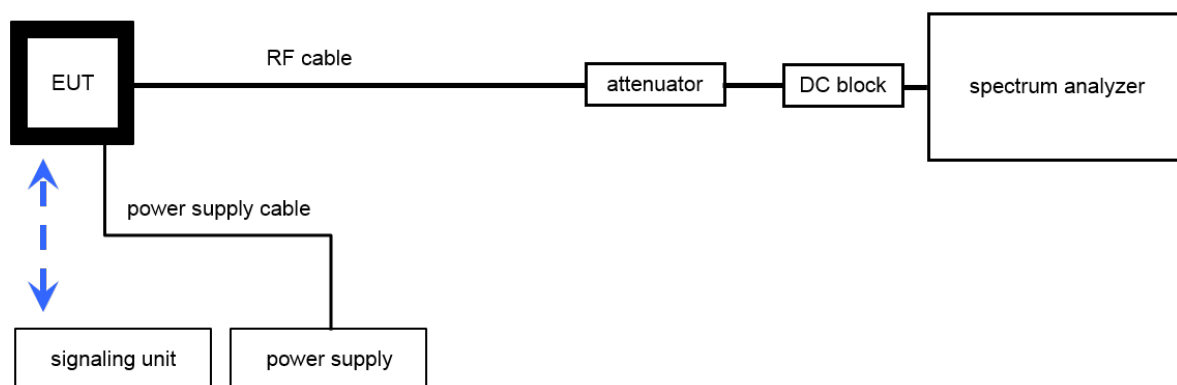 RF cable
EUT
attenuator
DC block
spectrum analyzer
power supply cable
signaling unit
power supply